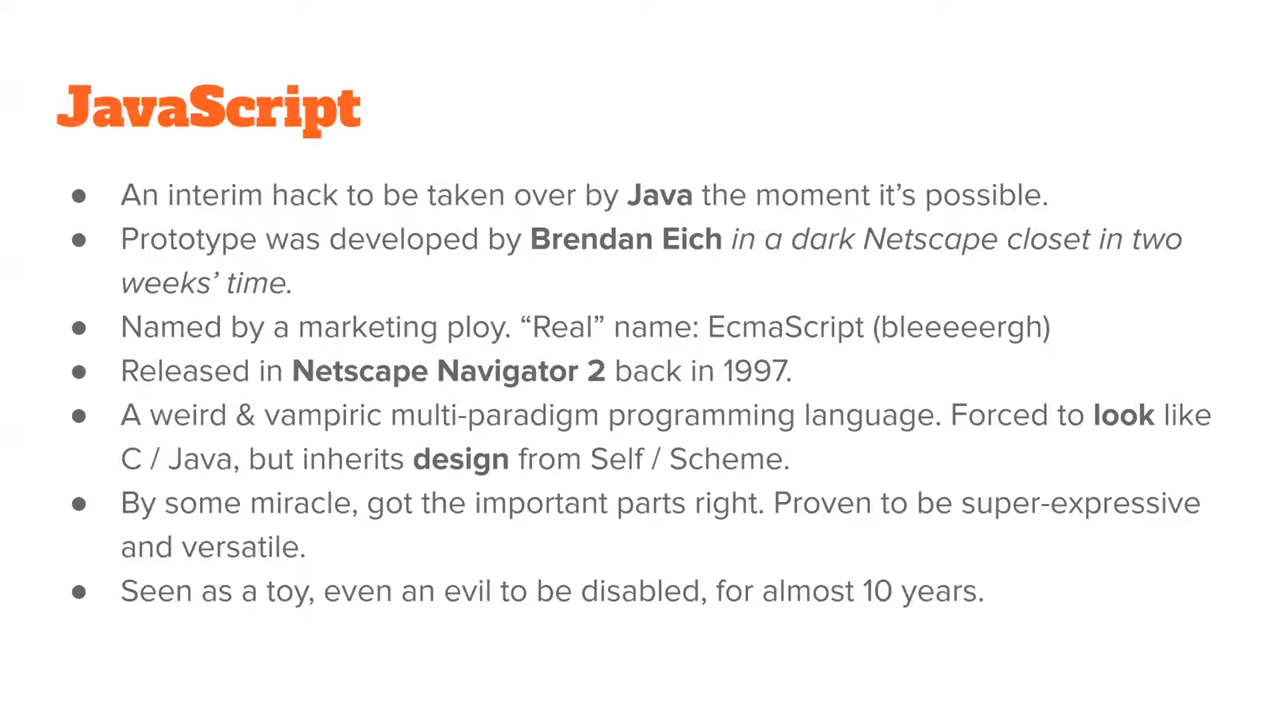 JavaScript
● An interim hack to be taken over by Java the moment it’s possible.
● Prototype was developed by Brendan Eich in a dark Netscape closet in two
weeks’ time.
● Named by a marketing ploy. “Real” name: EcmaScript (bleeeeergh)
● Released in Netscape Navigator 2 back in 1997.
● A weird & vampiric multi-paradigm programming language. Forced to look like
C / Java, but inherits design from Self / Scheme.
● By some miracle, got the important parts right. Proven to be super-expressive
and versatile.
● Seen as a toy, even an evil to be disabled, for almost 10 years.